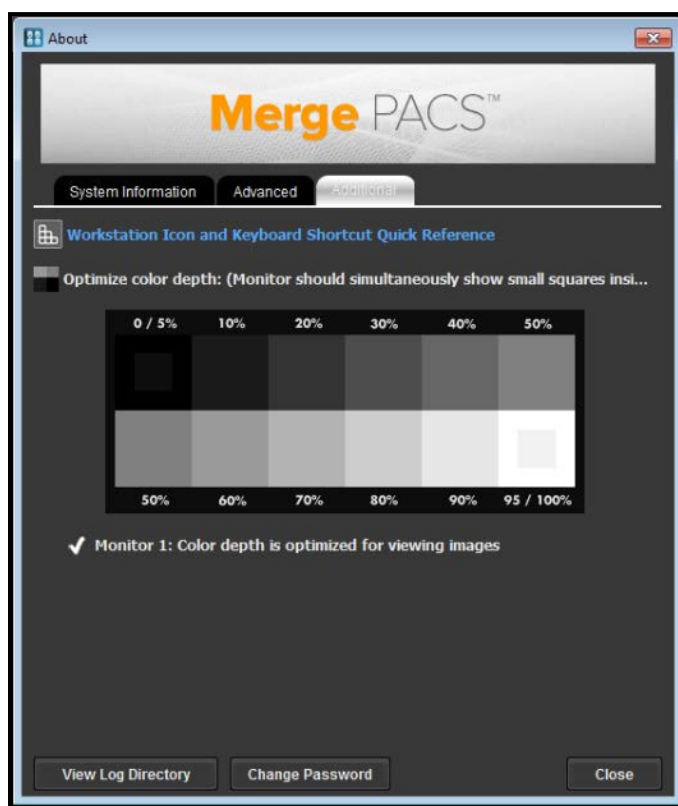 About
Merge PACS™
System Information Advanced Additional
Workstation Icon and Keyboard Shortcut Quick Reference
Optimize color depth: (Monitor should simultaneously show small squares insi...
0 / 5% 10% 20% 30% 40% 50%
50% 60% 70% 80% 90% 95 / 100%
Monitor 1: Color depth is optimized for viewing images
View Log Directory Change Password Close